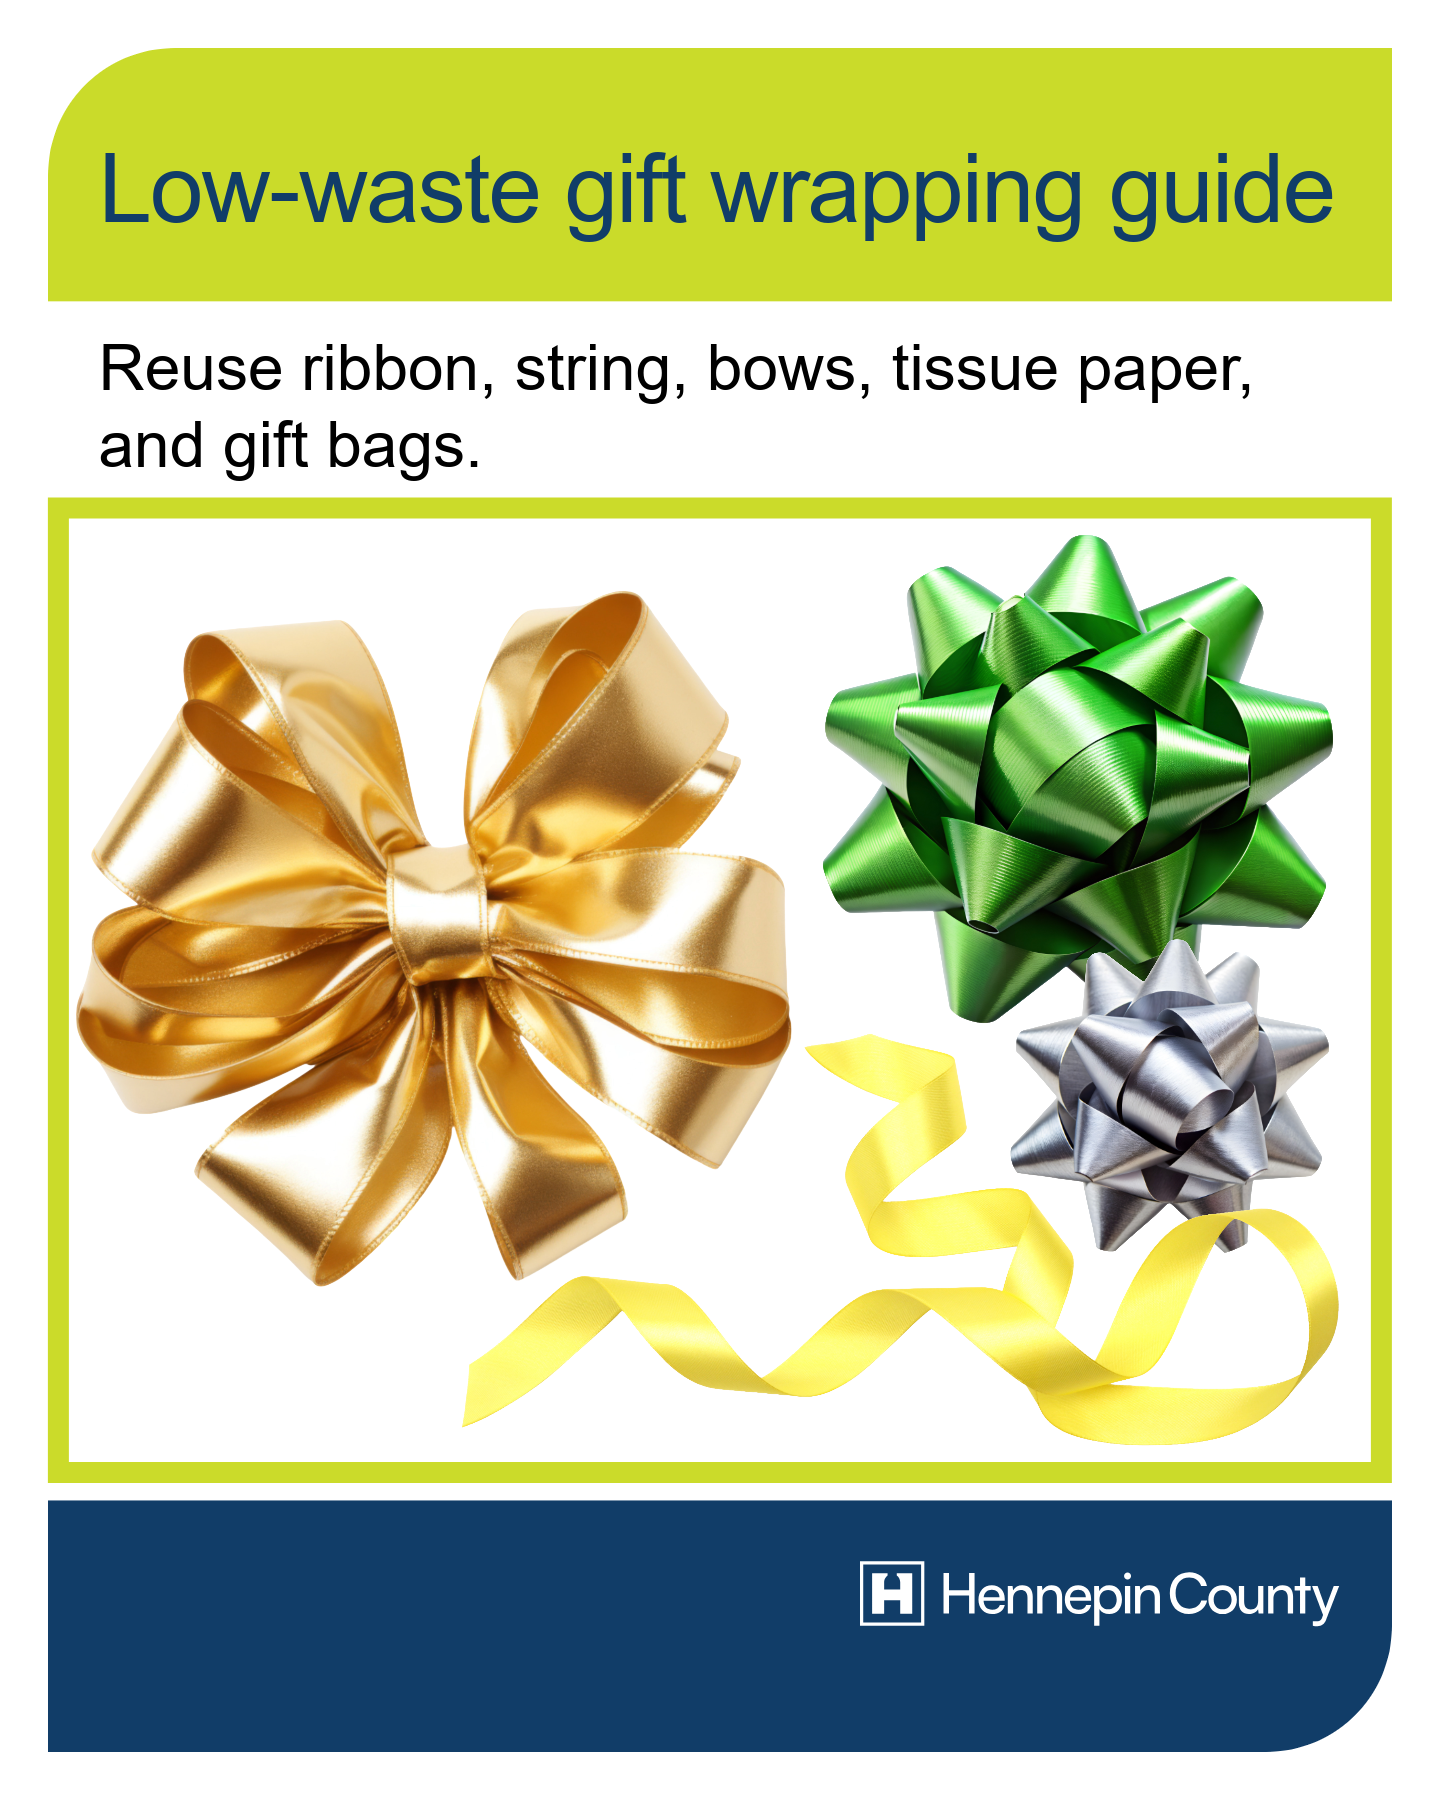 Low-waste gift wrapping guide
Reuse ribbon, string, bows, tissue paper,
and gift bags.
H Hennepin County